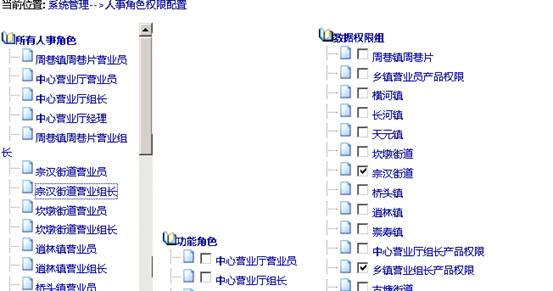 当前位置: 系统管理-->人事角色权限配置
所有人事角色
周巷镇周巷片营业员
中心营业厅营业员
中心营业厅组长
中心营业厅经理
周巷镇周巷片营业组
长
宗汉街道营业员
宗汉街道营业组长
坎墩街道营业员
坎墩街道营业组长
逍林镇营业员
逍林镇营业组长
桥头镇营业员
功能角色
中心营业厅营业员
中心营业厅组长
数据权限组
周巷镇周巷片
乡镇营业员产品权限
横河镇
长河镇
天元镇
坎墩街道
宗汉街道
桥头镇
逍林镇
崇寿镇
中心营业厅组长产品权限
乡镇营业组长产品权限
古塘街道